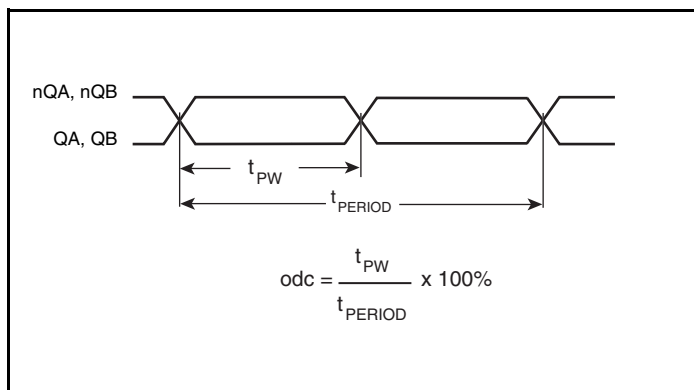 nQA, nQB
QA, QB
tPW
tPERIOD
odc = tPW / tPERIOD x 100%